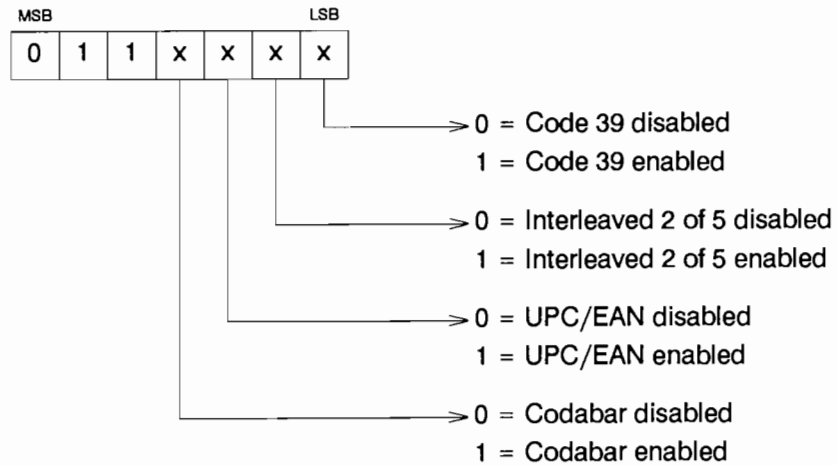 MSB LSB
0 1 1 x x x x
0 = Code 39 disabled
1 = Code 39 enabled
0 = Interleaved 2 of 5 disabled
1 = Interleaved 2 of 5 enabled
0 = UPC/EAN disabled
1 = UPC/EAN enabled
0 = Codabar disabled
1 = Codabar enabled